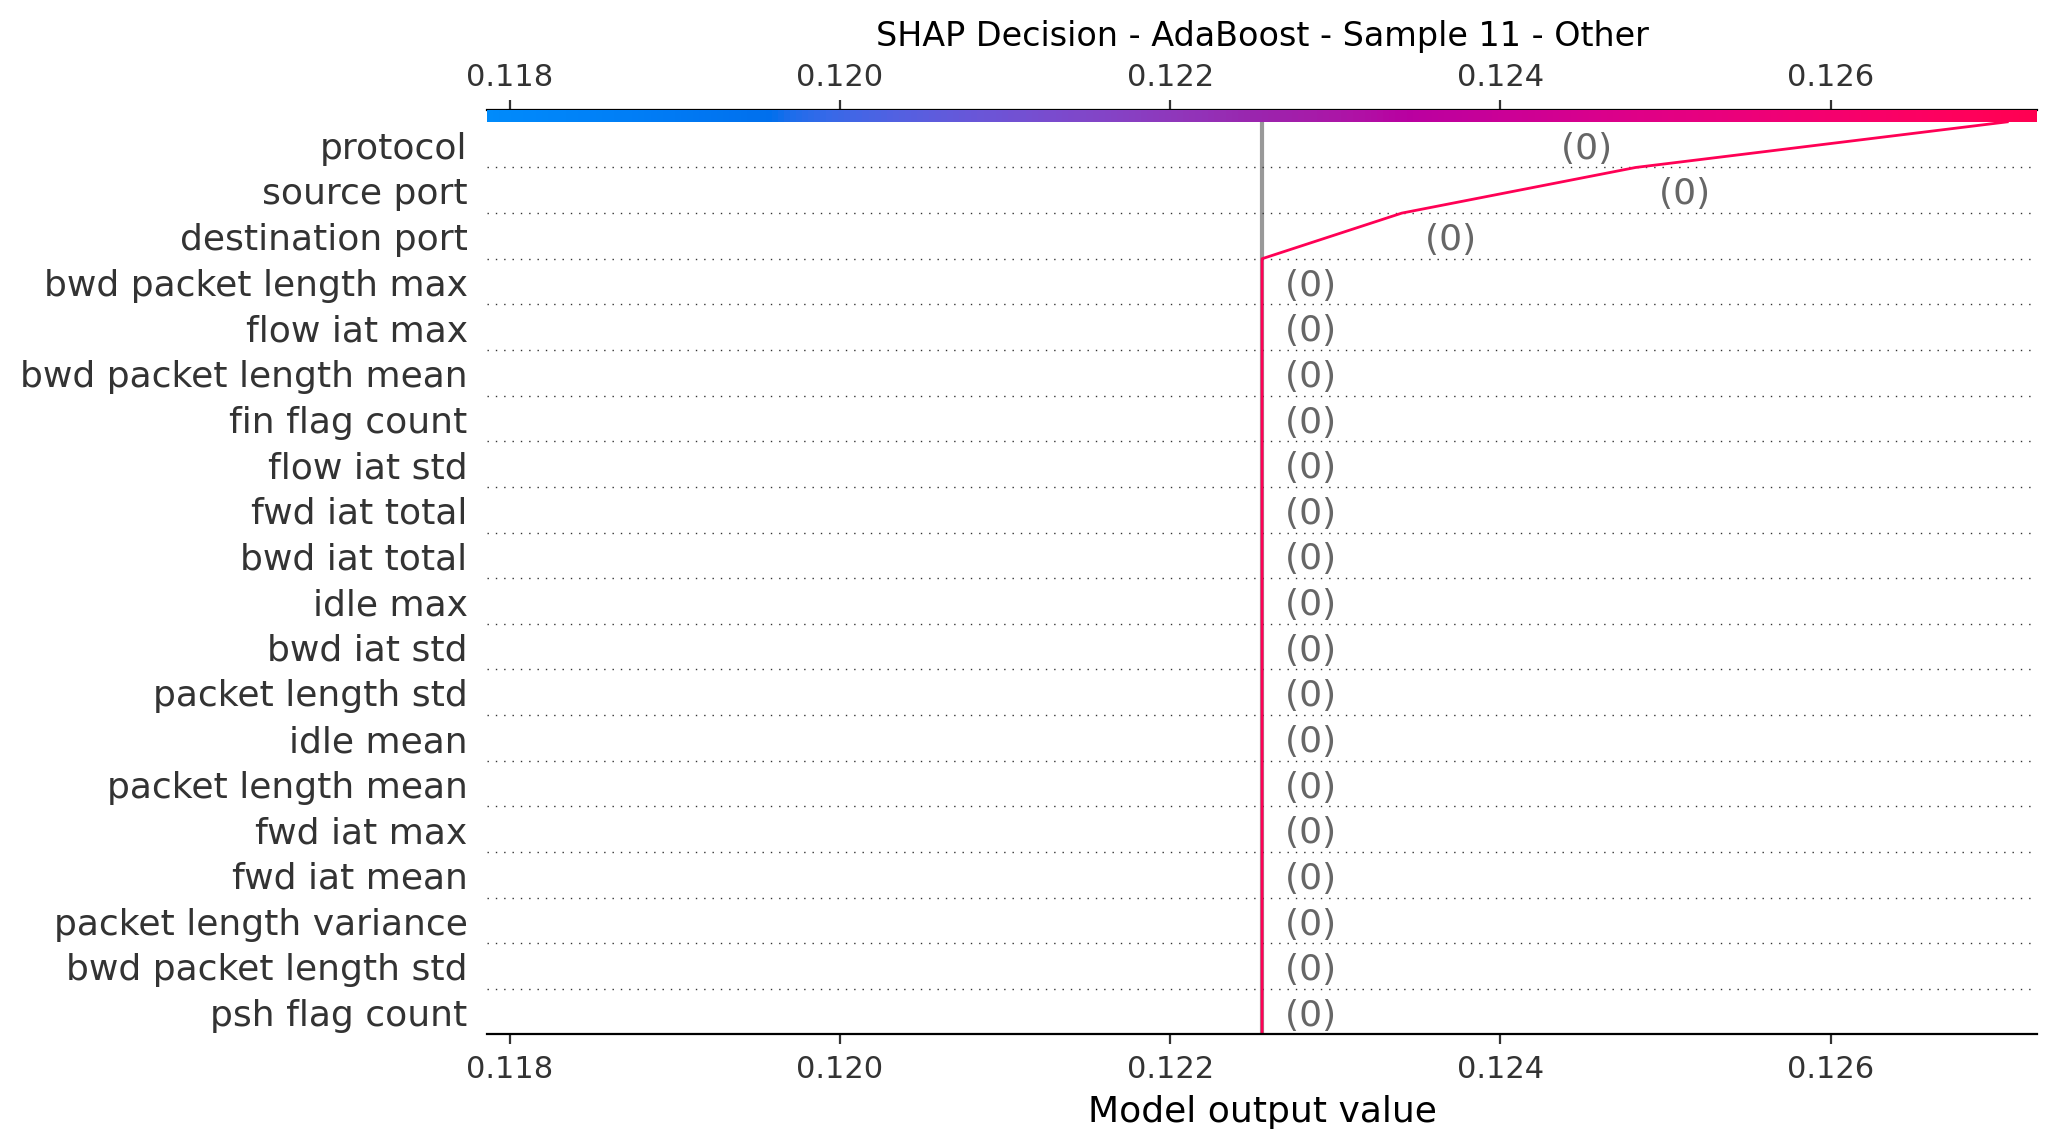 SHAP Decision - AdaBoost - Sample 11 - Other
0.118 0.120 0.122 0.124 0.126
protocol (0)
source port (0)
destination port (0)
bwd packet length max (0)
flow iat max (0)
bwd packet length mean (0)
fin flag count (0)
flow iat std (0)
fwd iat total (0)
bwd iat total (0)
idle max (0)
bwd iat std (0)
packet length std (0)
idle mean (0)
packet length mean (0)
fwd iat max (0)
fwd iat mean (0)
packet length variance (0)
bwd packet length std (0)
psh flag count (0)
0.118 0.120 0.122 0.124 0.126
Model output value